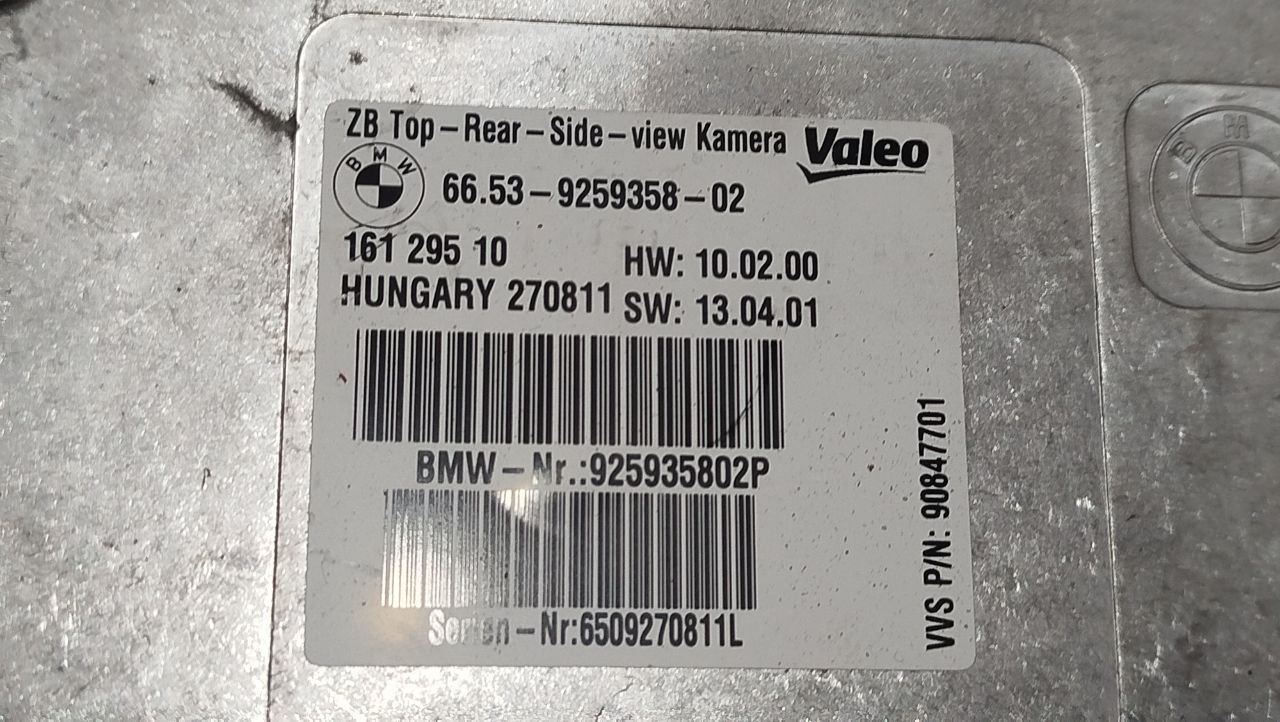 ZB Top-Rear-Side-view Kamera
Valeo
BMW
66.53-9259358-02
161 295 10
HW: 10.02.00
HUNGARY 270811
SW: 13.04.01
BMW-Nr.:925935802P
Serien-Nr:6509270811L
VVS P/N: 90847701